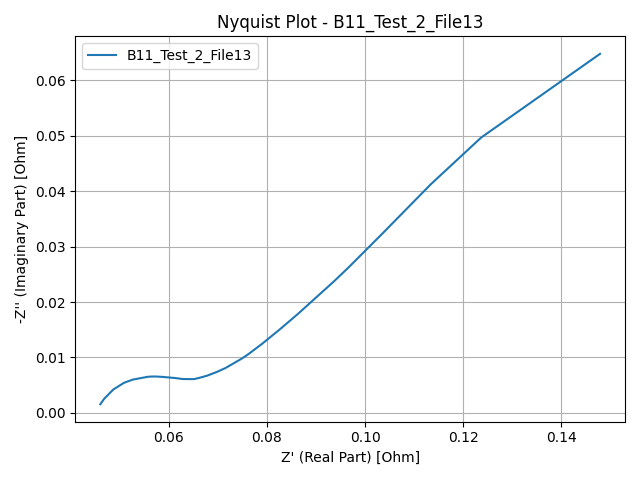 Nyquist Plot - B11_Test_2_File13
B11_Test_2_File13
-Z'' (Imaginary Part) [Ohm]
0.06
0.05
0.04
0.03
0.02
0.01
0.00
0.06 0.08 0.10 0.12 0.14
Z' (Real Part) [Ohm]